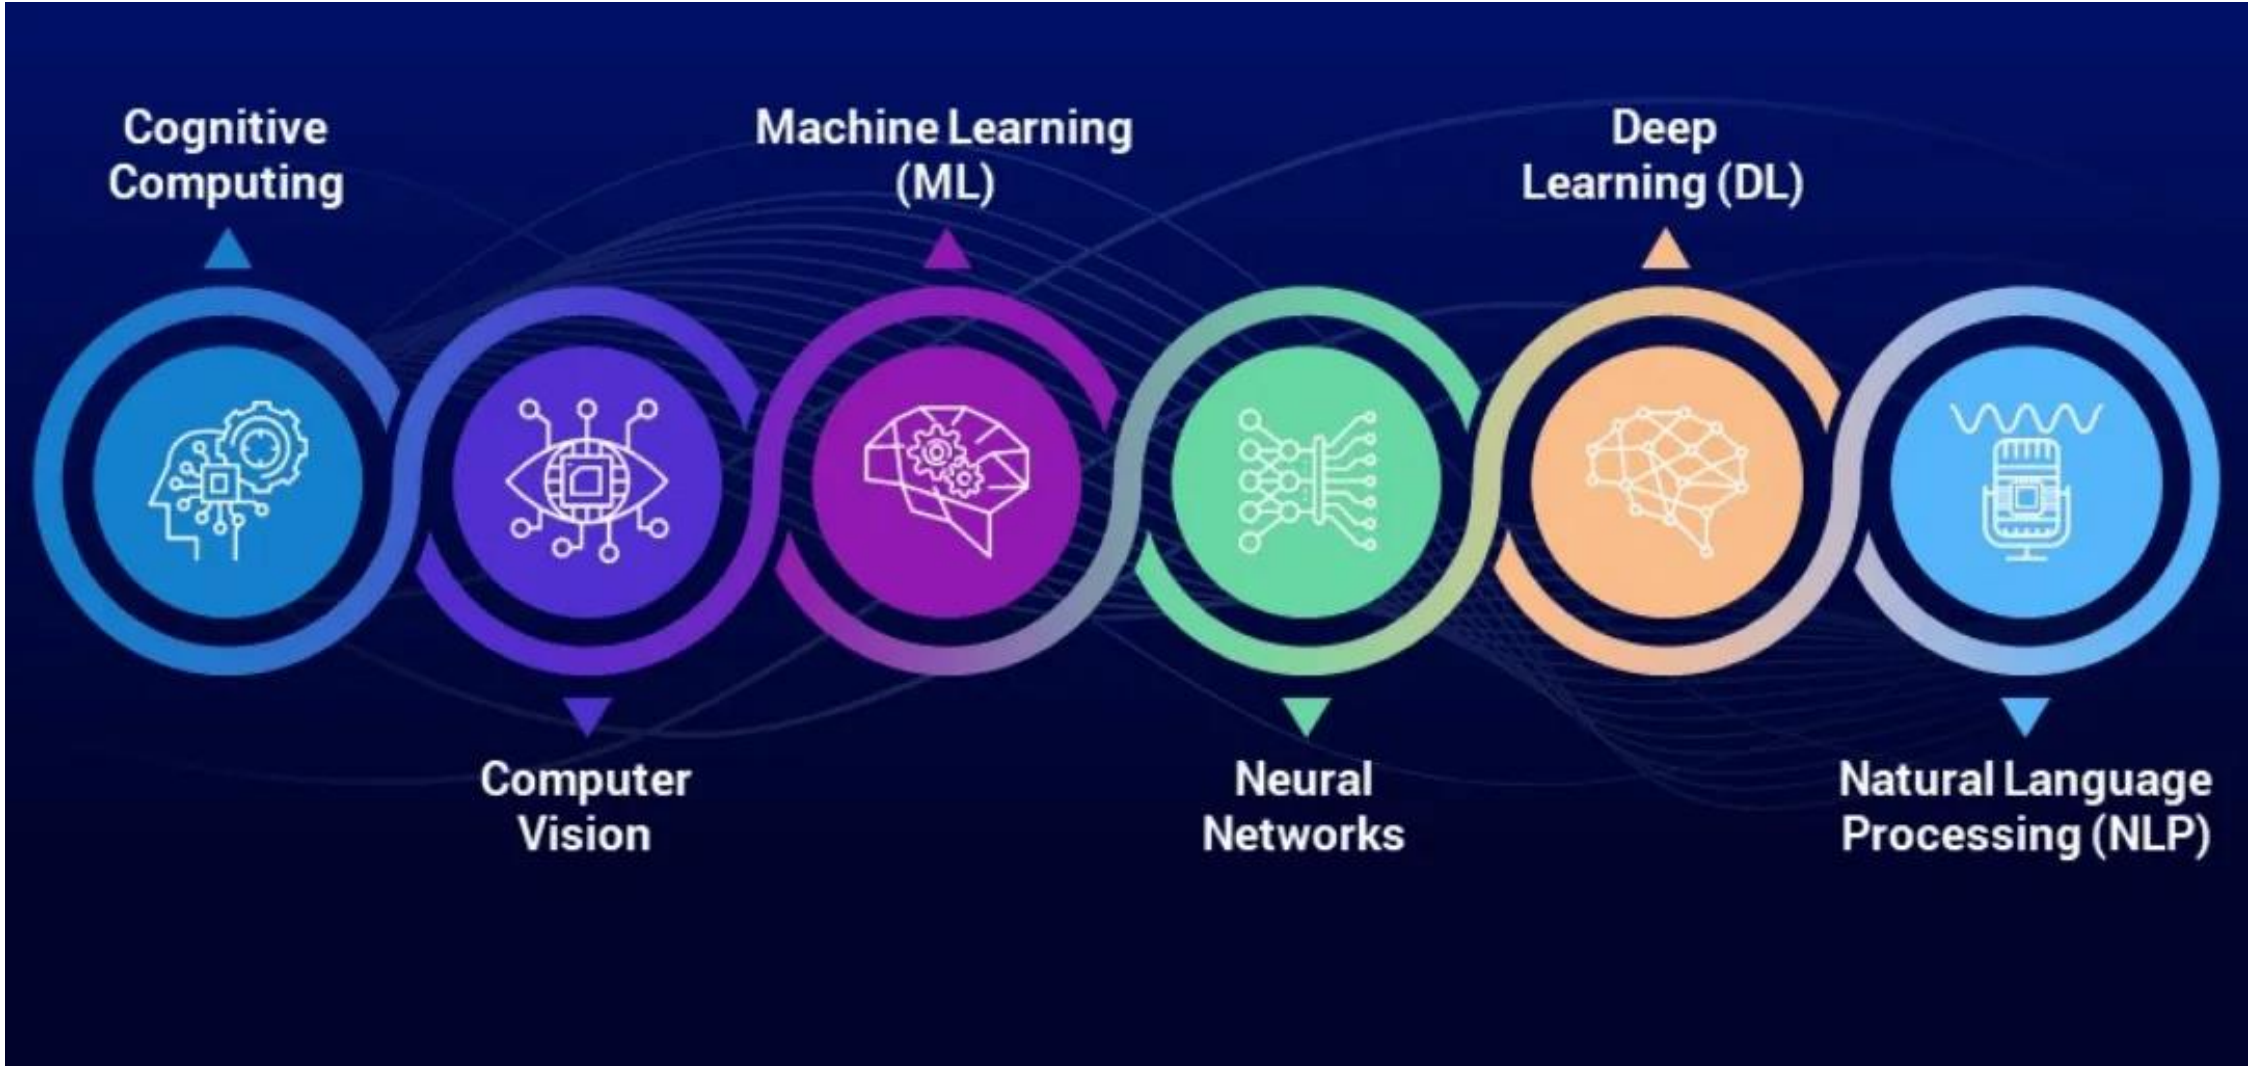 Cognitive
Computing
Computer
Vision
Machine Learning
(ML)
Neural
Networks
Deep
Learning (DL)
Natural Language
Processing (NLP)